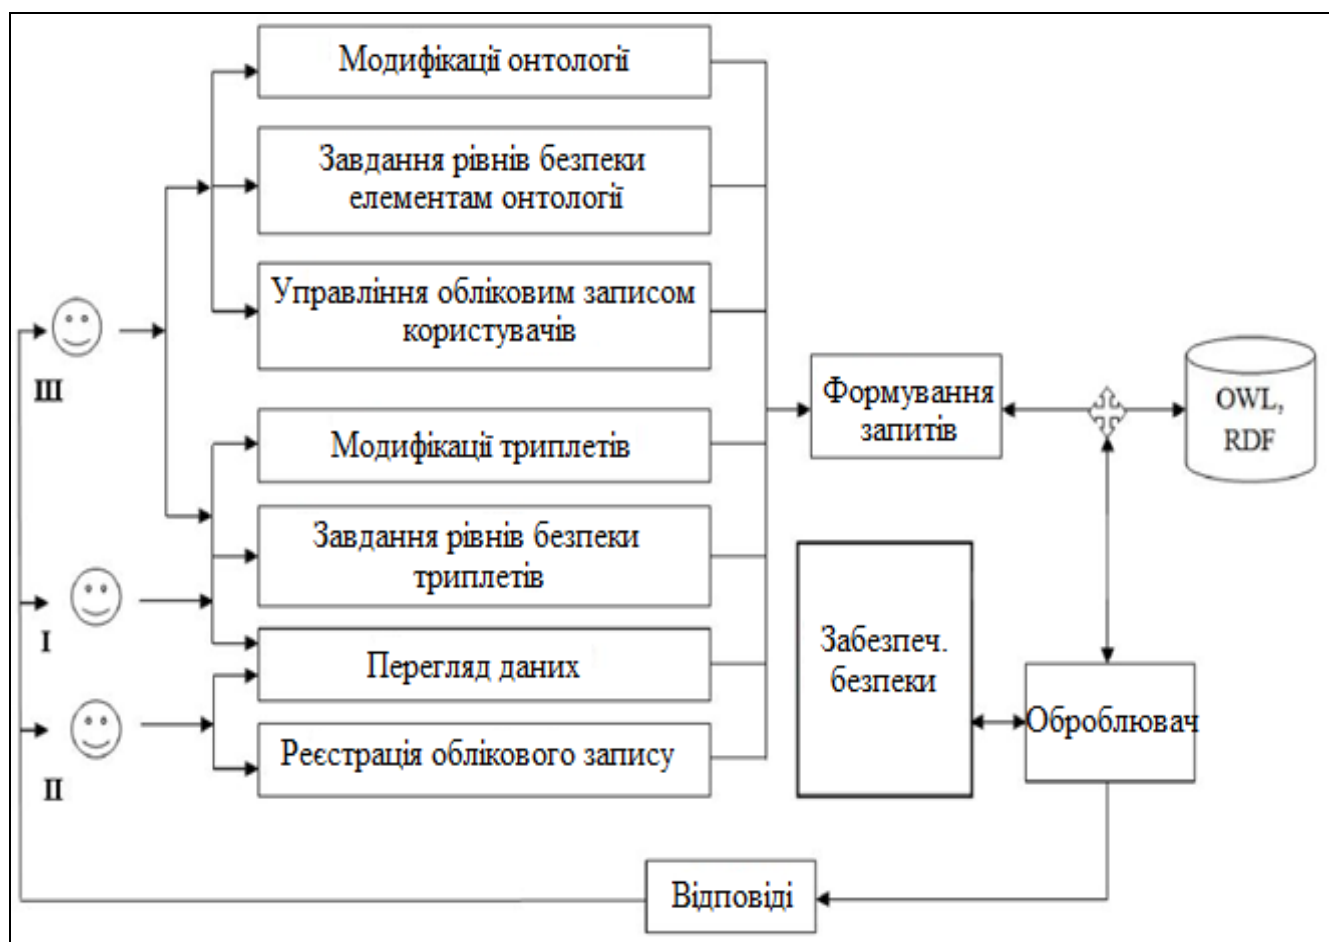 Модифікації онтології
Завдання рівнів безпеки
елементам онтології
Управління обліковим записом
користувачів
III
Формування
запитів
OWL,
RDF
Модифікації триплетів
Завдання рівнів безпеки
триплетів
I
Перегляд даних
Забезпеч.
безпеки
Оброблювач
Реєстрація облікового запису
II
Відповіді